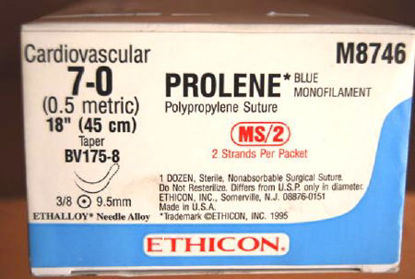 Cardiovascular
7-0
(0.5 metric)
18" (45 cm)
Taper
BV175-8
3/8 9.5mm
ETHALLOY* Needle Alloy
M8746
PROLENE* BLUE MONOFILAMENT
Polypropylene Suture
MS/2
2 Strands Per Packet
1 DOZEN, Sterile, Nonabsorbable Surgical Suture.
Do Not Resterilize. Differs from U.S.P. only in diameter.
ETHICON, INC., Somerville, N.J. 08876-0151
Made in U.S.A.
*Trademark ©ETHICON, INC. 1995
ETHICON.